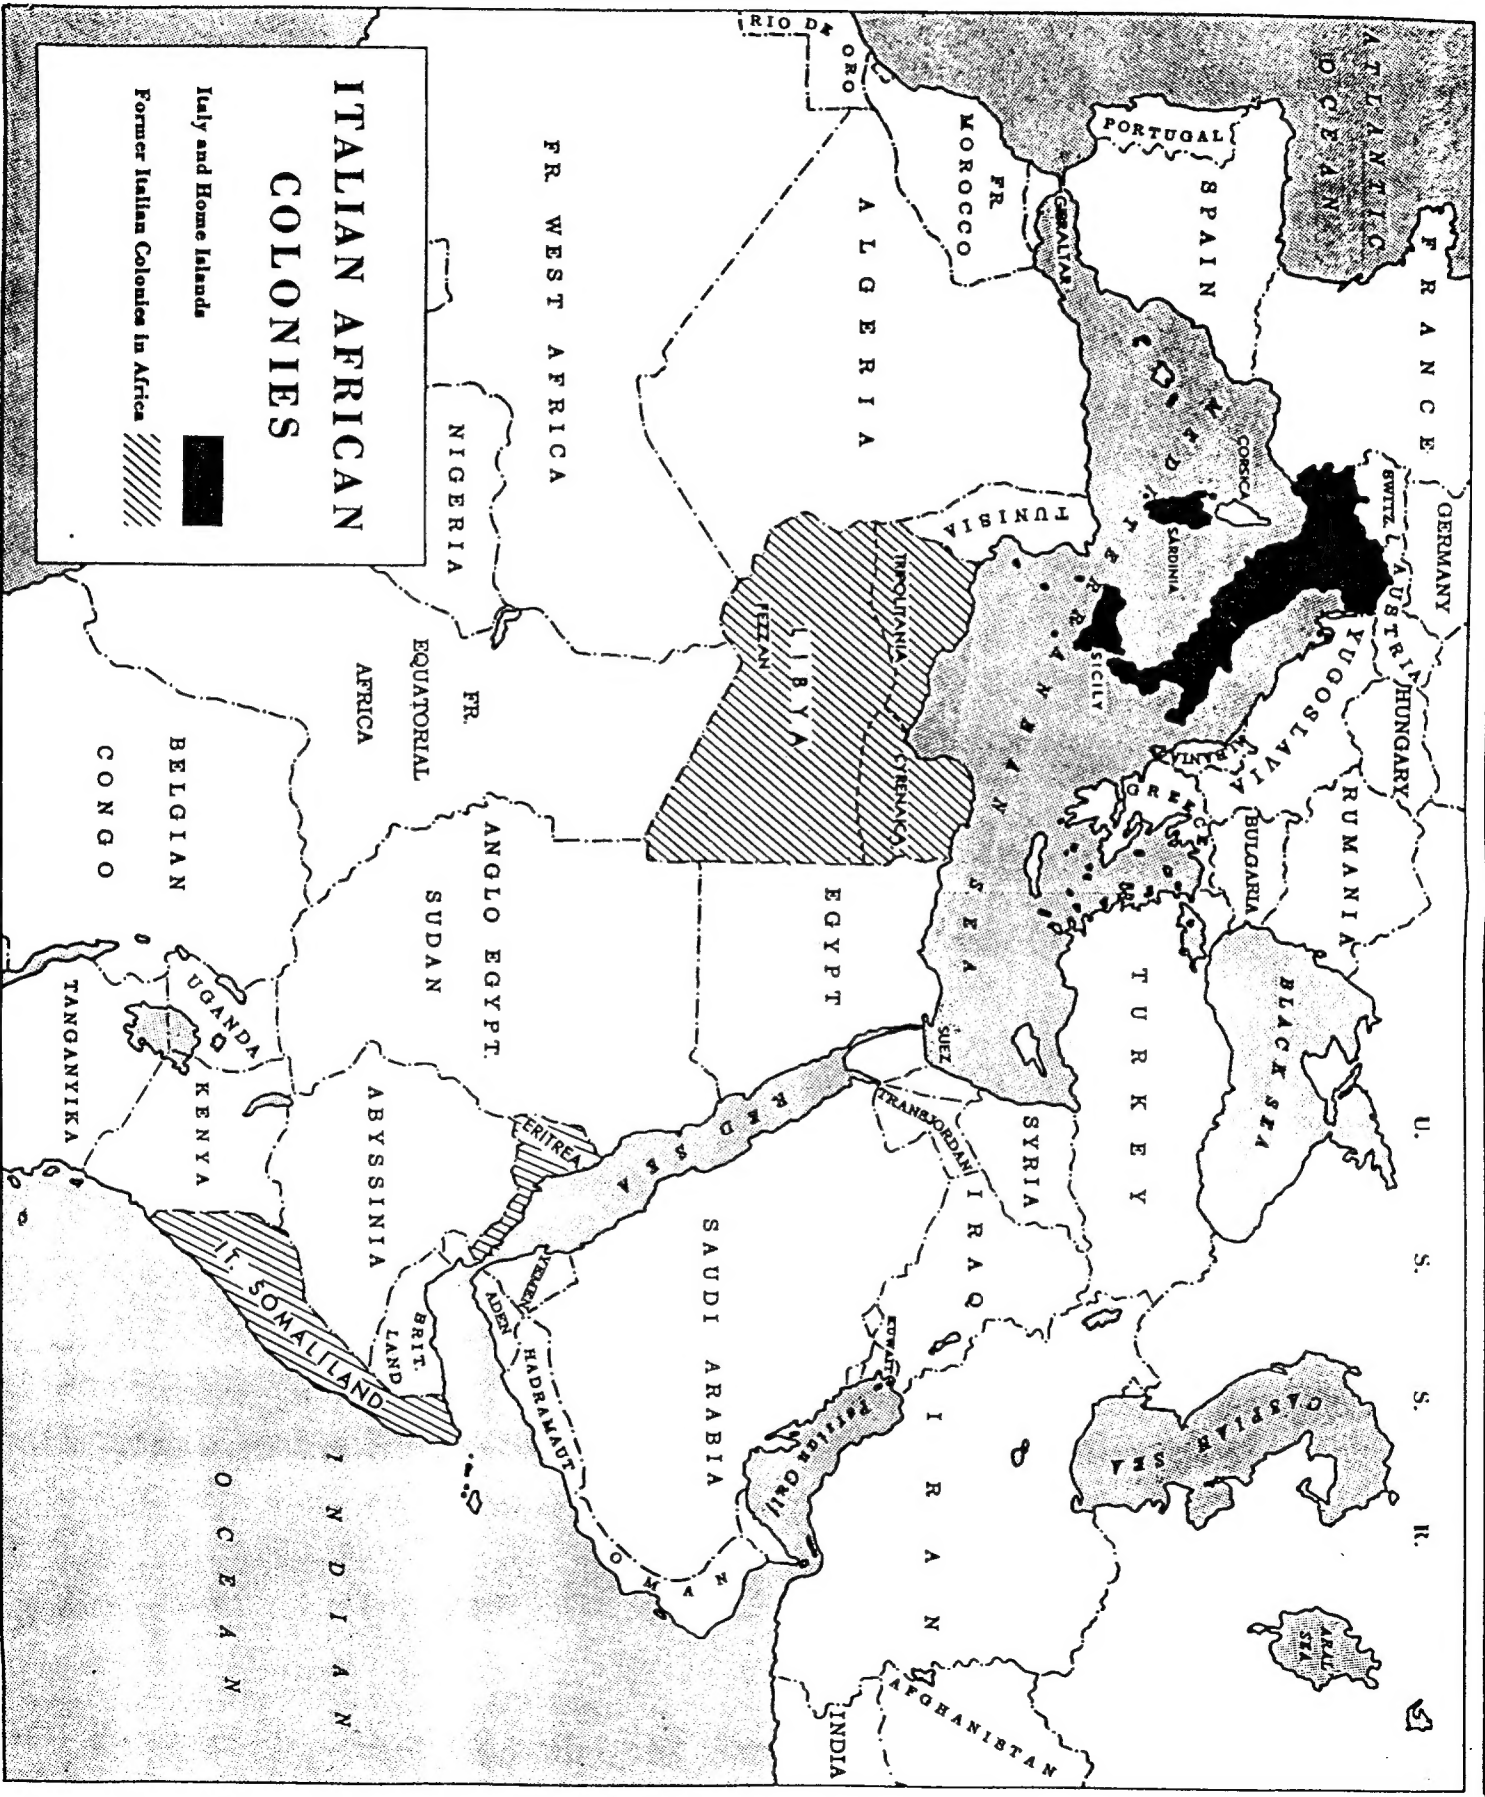 ITALIAN AFRICAN
COLONIES
Italy and Home Islands
Former Italian Colonies in Africa
ATLANTIC
OCEAN
FRANCE
SWITZ.
GERMANY
AUSTRIA
HUNGARY
RUMANIA
U. S. S. R.
PORTUGAL
SPAIN
GIBRALTAR
CORSICA
SARDINIA
SICILY
YUGOSLAVIA
ALBANIA
GREECE
BULGARIA
BLACK SEA
CASPIAN SEA
ARAL
SEA
TURKEY
MEDITERRANEAN SEA
RIO DE
ORO
FR.
MOROCCO
ALGERIA
TUNISIA
TRIPOLITANIA
CYRENAICA
LIBYA
FEZZAN
EGYPT
SUEZ
TRANSJORDAN
SYRIA
IRAQ
IRAN
KUWAIT
Persian Gulf
AFGHANISTAN
INDIA
SAUDI ARABIA
RED SEA
YEMEN
ADEN
HADRAMAUT
OMAN
FR. WEST AFRICA
NIGERIA
FR.
EQUATORIAL
AFRICA
ANGLO EGYPT.
SUDAN
ERITREA
ABYSSINIA
BRIT.
LAND
IT. SOMALILAND
BELGIAN
CONGO
UGANDA
KENYA
TANGANYIKA
INDIAN
OCEAN